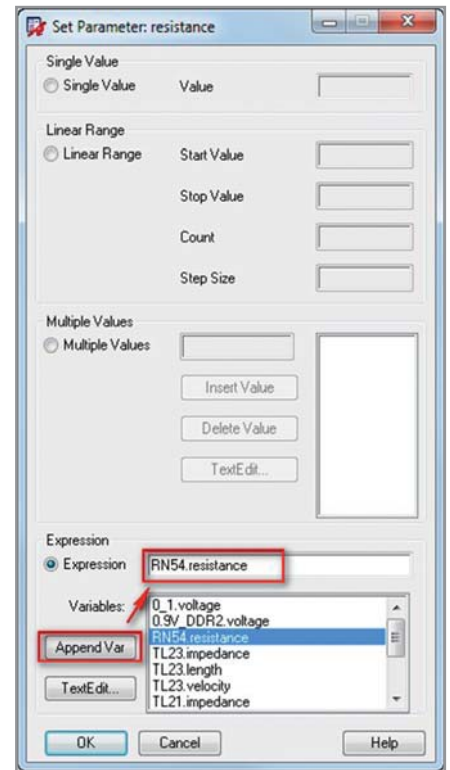 Set Parameter: resistance
Single Value
Single Value Value
Linear Range
Linear Range Start Value
Stop Value
Count
Step Size
Multiple Values
Multiple Values
Insert Value
Delete Value
TextEdit...
Expression
Expression RN54.resistance
Variables: 0_1.voltage
0.9V_DDR2.voltage
RN54.resistance
Append Var
TL23.impedance
TL23.length
TextEdit...
TL23.velocity
TL21.impedance
OK Cancel Help